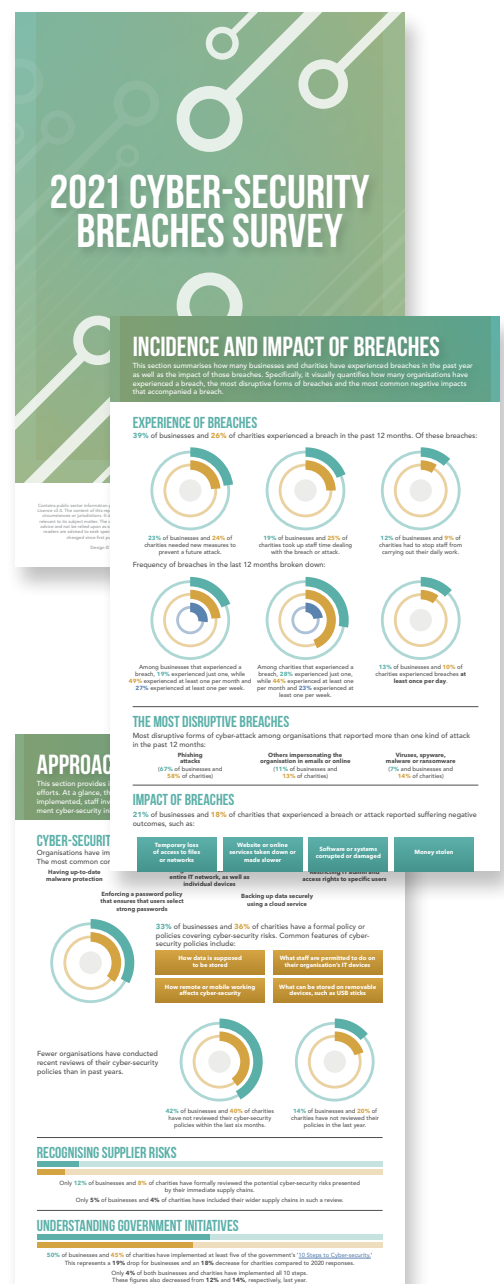 2021 CYBER-SECURITY
BREACHES SURVEY
Contains public sector information
Design ©
INCIDENCE AND IMPACT OF BREACHES
This section summarises how many businesses and charities have experienced breaches in the past year
as well as the impact of those breaches. Specifically, it visually quantifies how many organisations have
experienced a breach, the most disruptive forms of breaches and the most common negative impacts
that accompanied a breach.
EXPERIENCE OF BREACHES
39% of businesses and 26% of charities experienced a breach in the past 12 months. Of these breaches:
23% of businesses and 24% of
charities needed new measures to
prevent a future attack.
19% of businesses and 25% of
charities took up staff time dealing
with the breach or attack.
12% of businesses and 9% of
charities had to stop staff from
carrying out their daily work.
Frequency of breaches in the last 12 months broken down:
Among businesses that experienced a
breach, 19% experienced just one, while
49% experienced at least one per month and
27% experienced at least one per week.
Among charities that experienced a
breach, 28% experienced just one,
while 44% experienced at least one
per month and 23% experienced at
least one per week.
13% of businesses and 10% of
charities experienced breaches at
least once per day.
THE MOST DISRUPTIVE BREACHES
Most disruptive forms of cyber-attack among organisations that reported more than one kind of attack
in the past 12 months:
Phishing
attacks
(67% of businesses and
58% of charities)
Others impersonating the
organisation in emails or online
(11% of businesses and
13% of charities)
Viruses, spyware,
malware or ransomware
(7% and businesses and
14% of charities)
IMPACT OF BREACHES
21% of businesses and 18% of charities that experienced a breach or attack reported suffering negative
outcomes, such as:
Temporary loss
of access to files
or networks
Website or online
services taken down or
made slower
Software or systems
corrupted or damaged
Money stolen
APPROAC
This section provides i
efforts. At a glance, th
implemented, staff inv
ment cyber-security in
CYBER-SECURIT
Organisations have im
The most common con
Having up-to-date
malware protection
entire IT network, as well as
individual devices
access rights to specific users
Enforcing a password policy
that ensures that users select
strong passwords
Backing up data securely
using a cloud service
33% of businesses and 36% of charities have a formal policy or
policies covering cyber-security risks. Common features of cyber-
security policies include:
How data is supposed
to be stored
What staff are permitted to do on
their organisation's IT devices
How remote or mobile working
affects cyber-security
What can be stored on removable
devices, such as USB sticks
Fewer organisations have conducted
recent reviews of their cyber-security
policies than in past years.
42% of businesses and 40% of charities
have not reviewed their cyber-security
policies within the last six months.
14% of businesses and 20% of
charities have not reviewed their
policies in the last year.
RECOGNISING SUPPLIER RISKS
Only 12% of businesses and 8% of charities have formally reviewed the potential cyber-security risks presented
by their immediate supply chains.
Only 5% of businesses and 4% of charities have included their wider supply chains in such a review.
UNDERSTANDING GOVERNMENT INITIATIVES
50% of businesses and 45% of charities have implemented at least five of the government's '10 Steps to Cyber-security.'
This represents a 19% drop for businesses and an 18% decrease for charities compared to 2020 responses.
Only 4% of both businesses and charities have implemented all 10 steps.
These figures also decreased from 12% and 14%, respectively, last year.